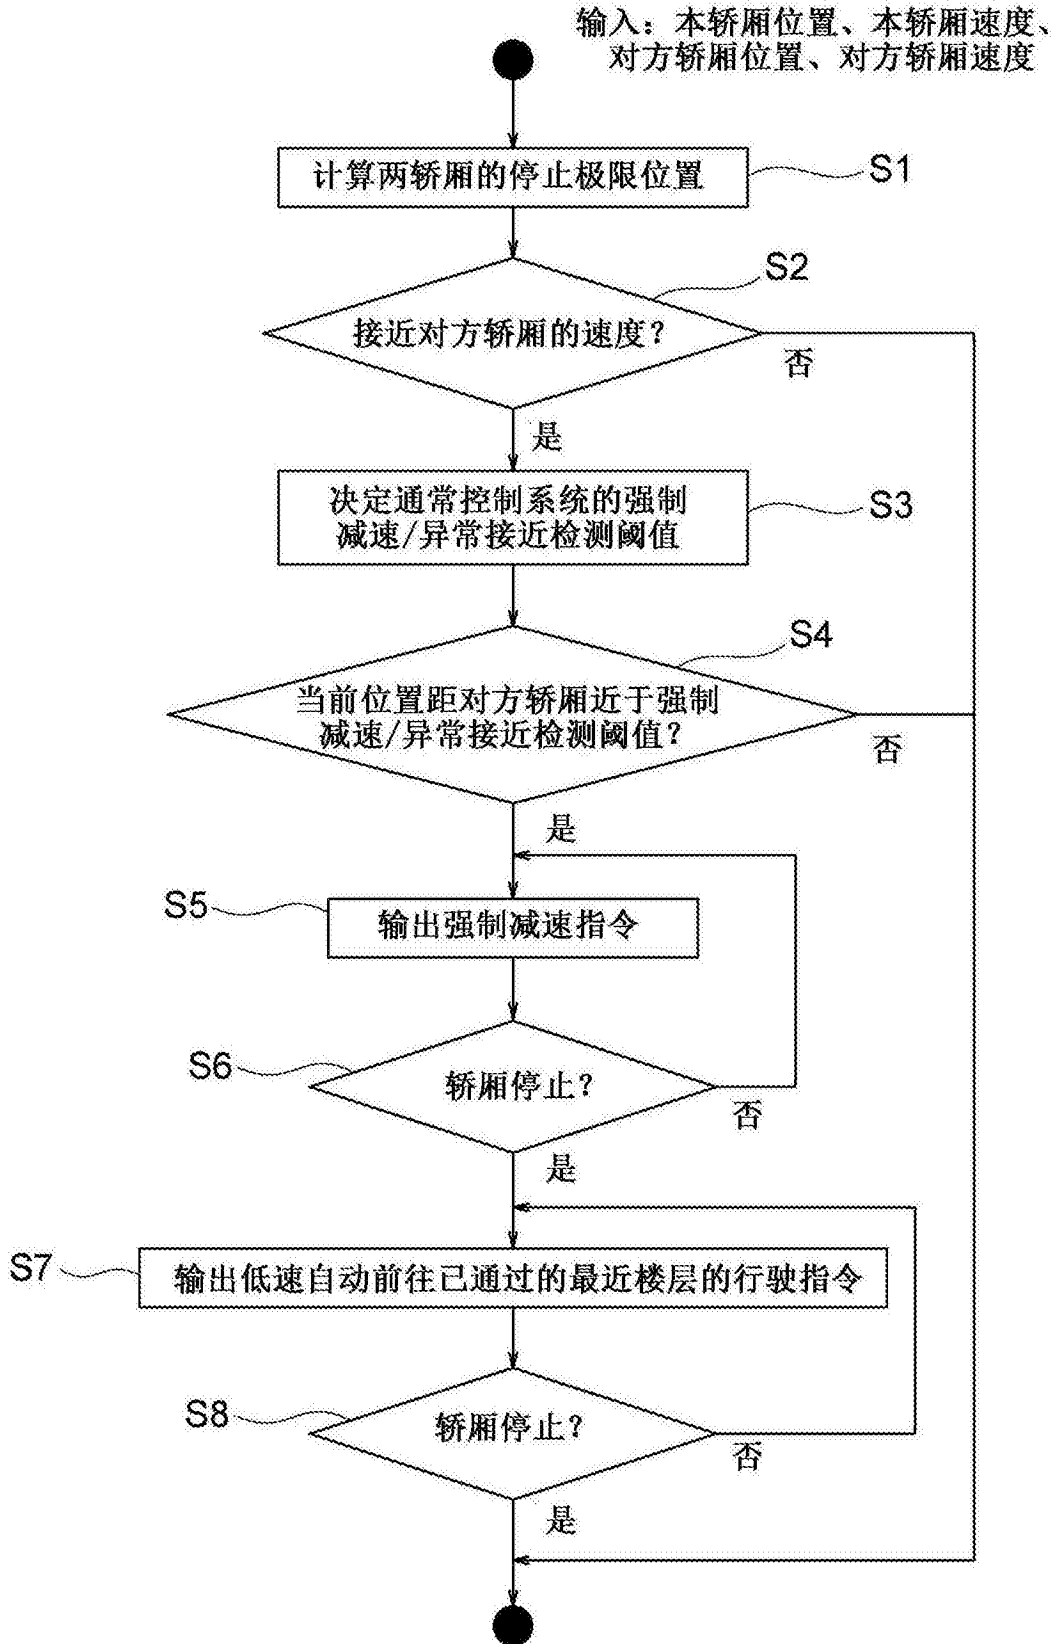 输入：本轿厢位置、本轿厢速度、
对方轿厢位置、对方轿厢速度
计算两轿厢的停止极限位置
S1
S2
接近对方轿厢的速度？
否
是
决定通常控制系统的强制
减速/异常接近检测阈值
S3
S4
当前位置距对方轿厢近于强制
减速/异常接近检测阈值？
否
是
S5
输出强制减速指令
S6
轿厢停止？
否
是
S7
输出低速自动前往已通过的最近楼层的行驶指令
S8
轿厢停止？
否
是